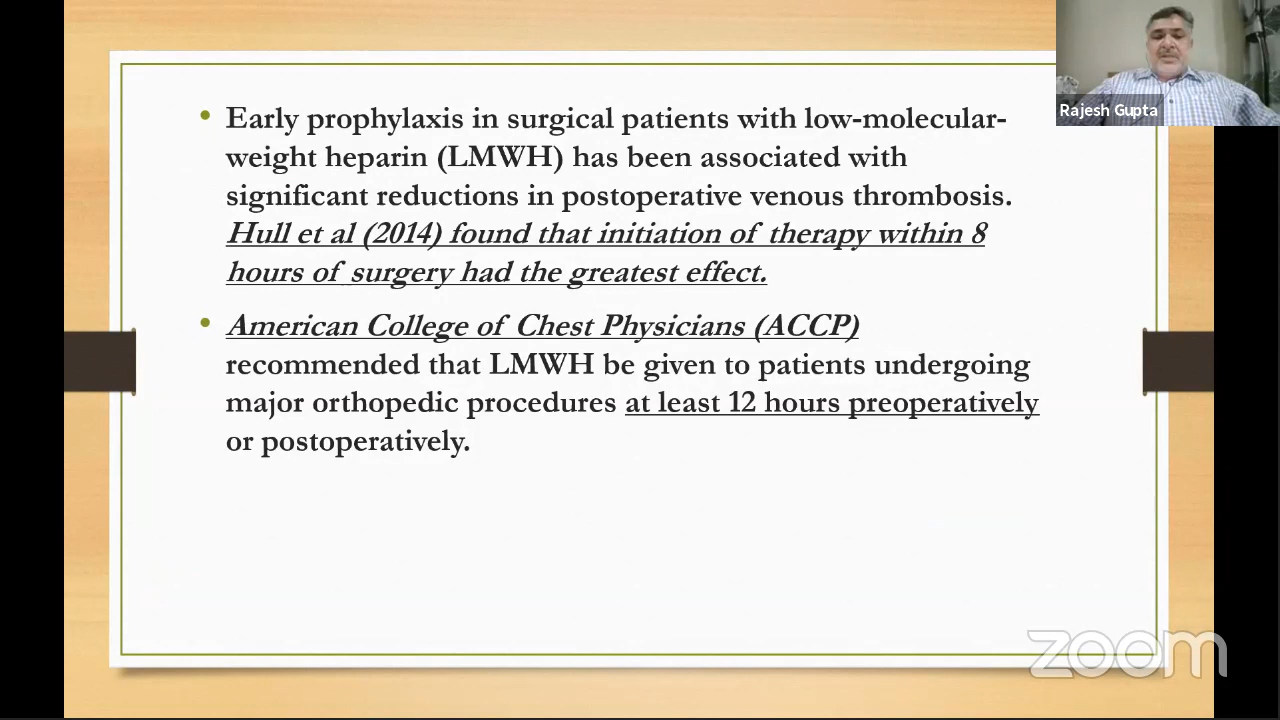 • Early prophylaxis in surgical patients with low-molecular-
weight heparin (LMWH) has been associated with
significant reductions in postoperative venous thrombosis.
Hull et al (2014) found that initiation of therapy within 8
hours of surgery had the greatest effect.
• American College of Chest Physicians (ACCP)
recommended that LMWH be given to patients undergoing
major orthopedic procedures at least 12 hours preoperatively
or postoperatively.
Rajesh Gupta
zoom